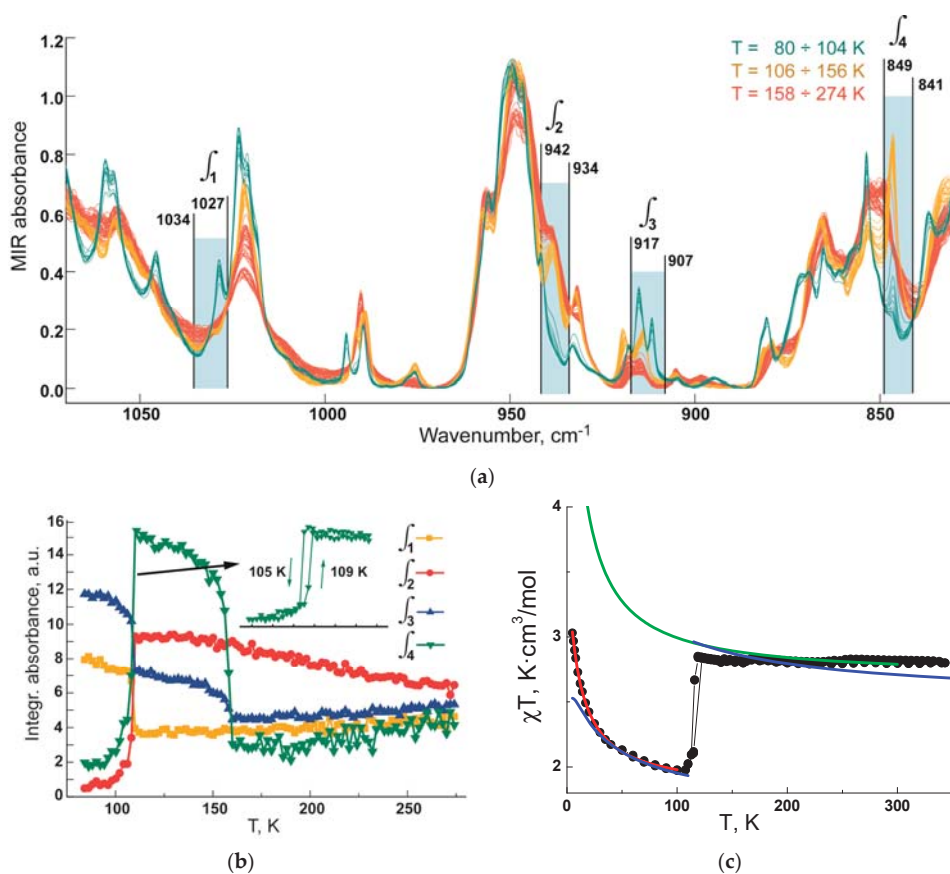 1.2
1.0
0.8
0.6
0.4
0.2
0.0
MIR absorbance
T = 80 ÷ 104 K
T = 106 ÷ 156 K
T = 158 ÷ 274 K
∫1
1034
1027
∫2
942
934
∫3
917
907
∫4
849
841
1050 1000 950 900 850
Wavenumber, cm-1
(a)
16
14
12
10
8
6
4
2
0
Integr. absorbance, a.u.
105 K
109 K
∫1
∫2
∫3
∫4
100 150 200 250
T, K
(b)
4
3
2
χT, K·cm3/mol
0 100 200 300
T, K
(c)